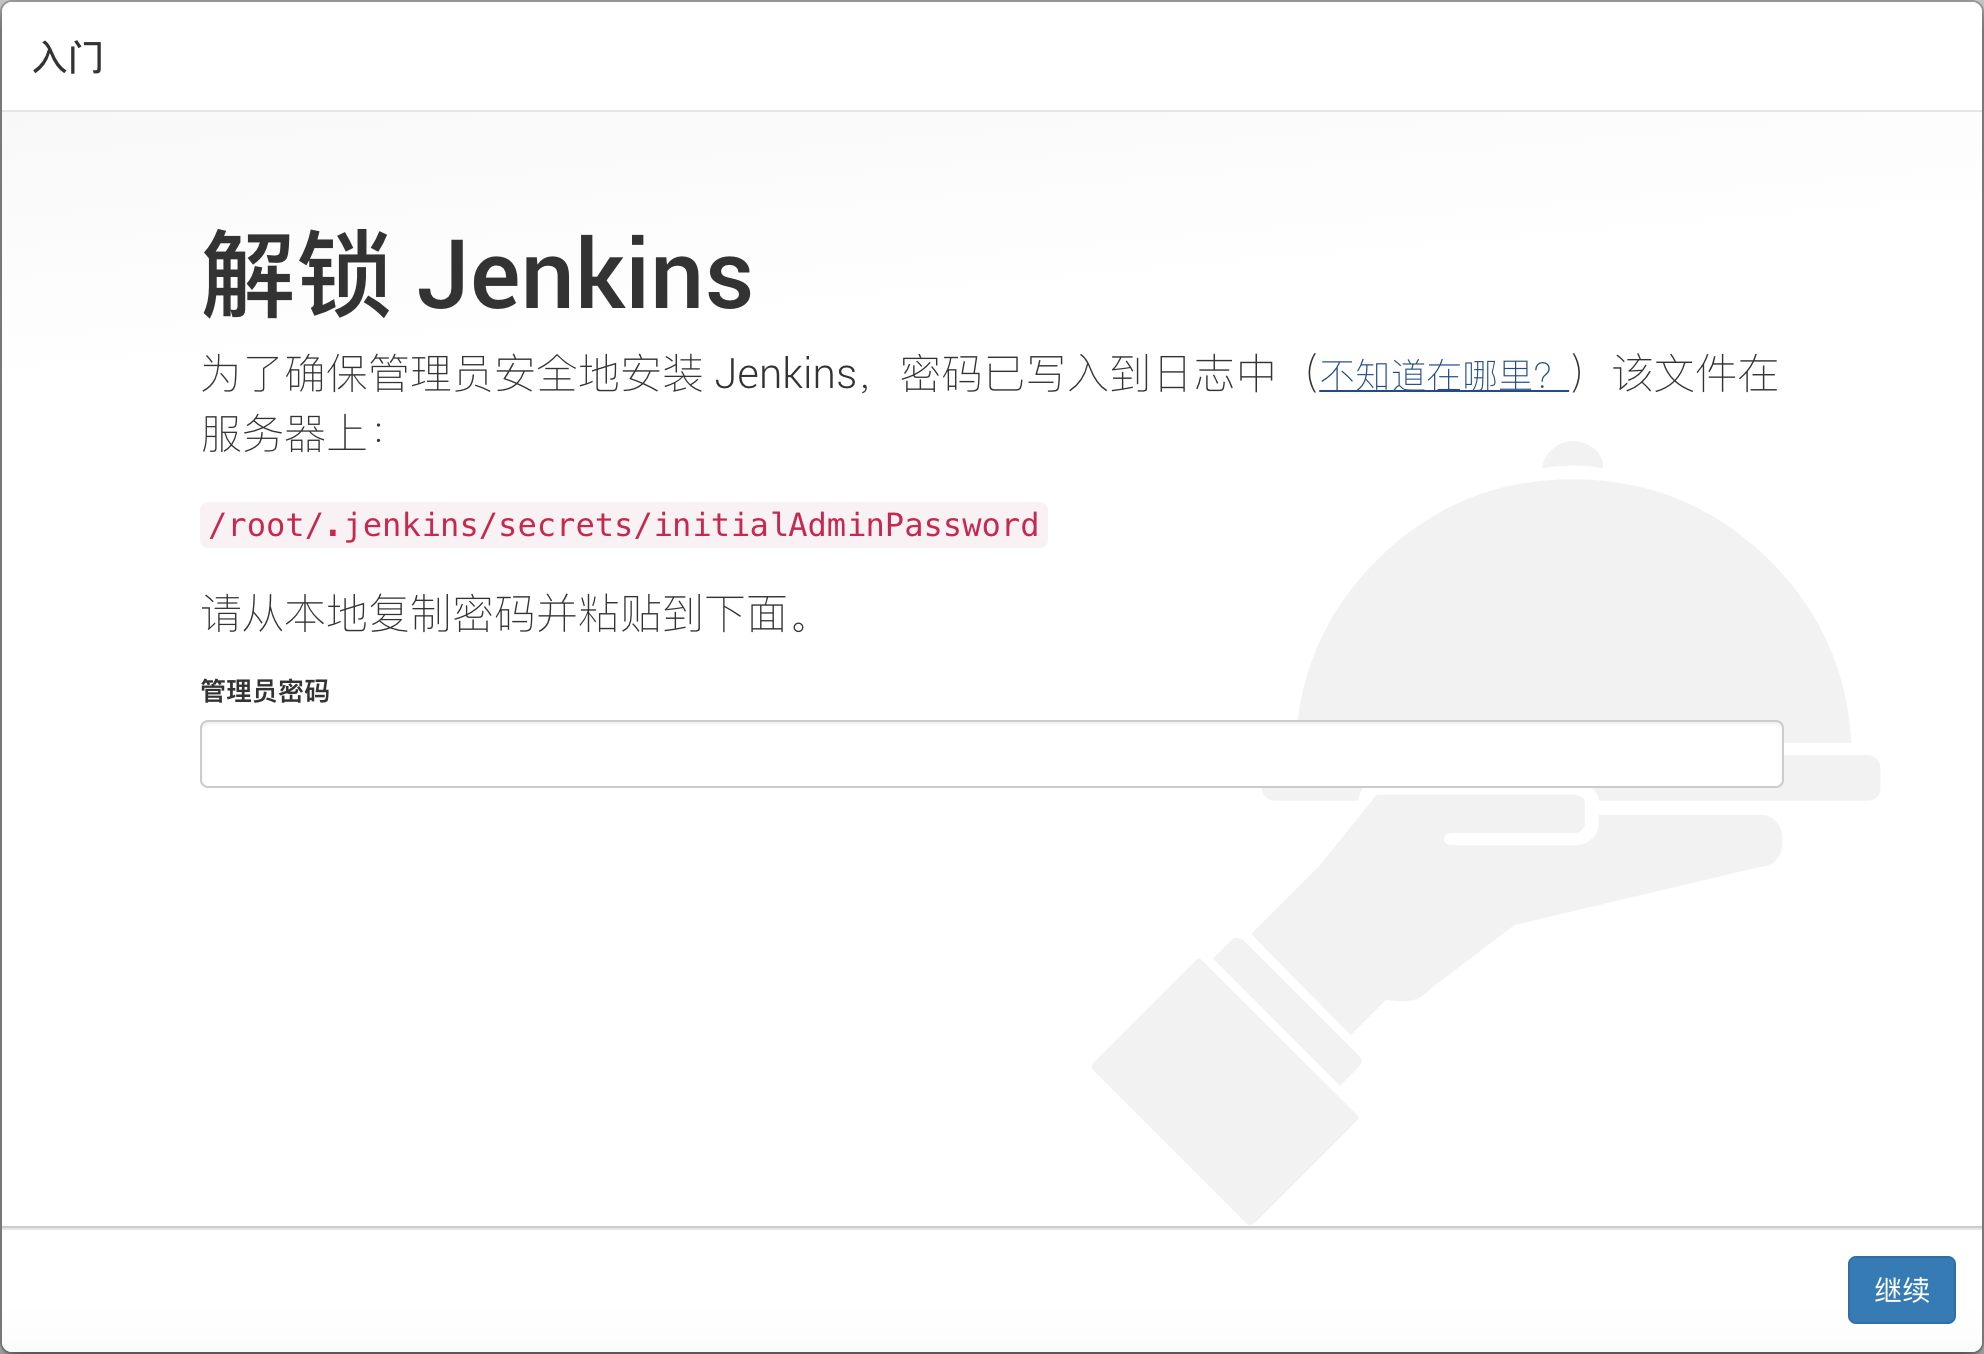 入门
解锁 Jenkins
为了确保管理员安全地安装 Jenkins，密码已写入到日志中（不知道在哪里？）该文件在
服务器上：
/root/.jenkins/secrets/initialAdminPassword
请从本地复制密码并粘贴到下面。
管理员密码
继续